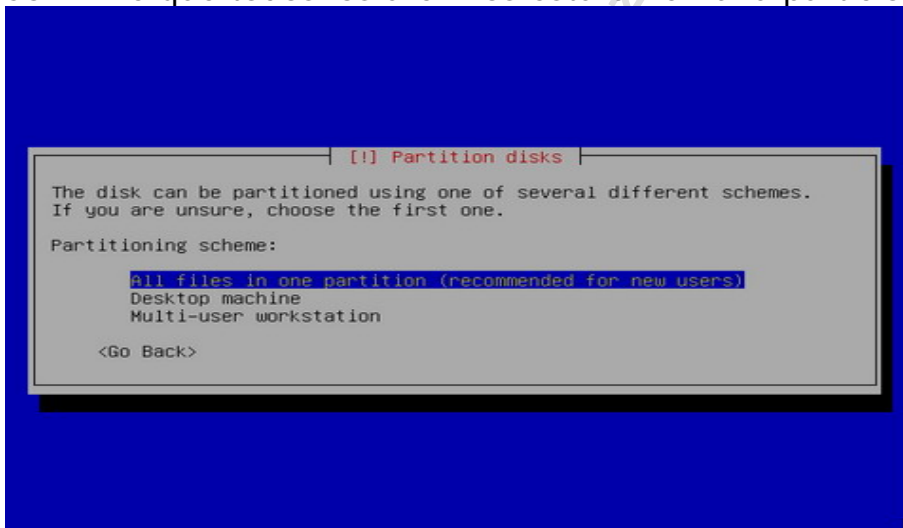 [!] Partition disks
The disk can be partitioned using one of several different schemes.
If you are unsure, choose the first one.
Partitioning scheme:
All files in one partition (recommended for new users)
Desktop machine
Multi-user workstation
<Go Back>